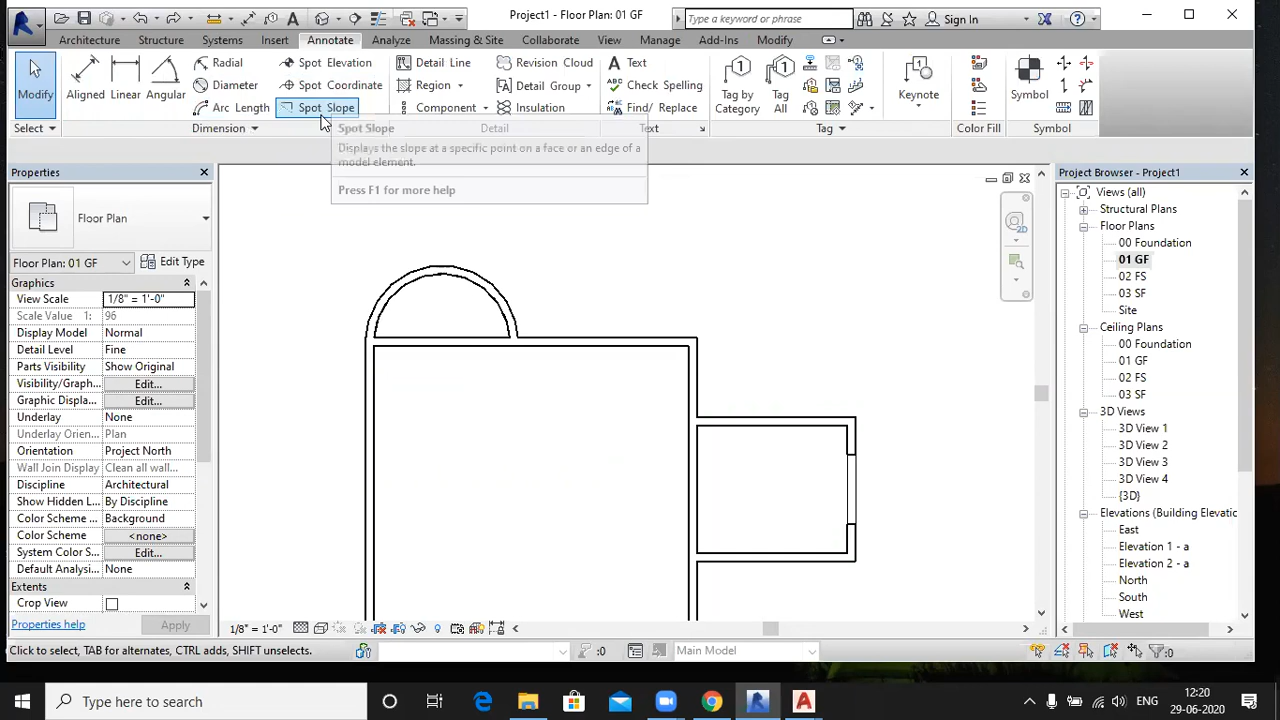 Project1 - Floor Plan: 01 GF
Type a keyword or phrase
Sign In
Architecture Structure Systems Insert Annotate Analyze Massing & Site Collaborate View Manage Add-Ins Modify
Modify
Aligned Linear Angular
Radial
Diameter
Arc Length
Spot Elevation
Spot Coordinate
Spot Slope
Detail Line
Region
Component
Revision Cloud
Detail Group
Insulation
Text
Check Spelling
Find/ Replace
Tag by Category
Tag All
Keynote
Symbol
Select Dimension Detail Text Tag Color Fill Symbol
Spot Slope
Displays the slope at a specific point on a face or an edge of a
model element.
Press F1 for more help
Properties
Floor Plan
Floor Plan: 01 GF Edit Type
Graphics
View Scale 1/8" = 1'-0"
Scale Value 1: 96
Display Model Normal
Detail Level Fine
Parts Visibility Show Original
Visibility/Graph... Edit...
Graphic Displa... Edit...
Underlay None
Underlay Orien... Plan
Orientation Project North
Wall Join Display Clean all wall...
Discipline Architectural
Show Hidden L... By Discipline
Color Scheme ... Background
Color Scheme <none>
System Color S... Edit...
Default Analysi... None
Extents
Crop View
Properties help Apply
2D
Project Browser - Project1
Views (all)
Structural Plans
Floor Plans
00 Foundation
01 GF
02 FS
03 SF
Site
Ceiling Plans
00 Foundation
01 GF
02 FS
03 SF
3D Views
3D View 1
3D View 2
3D View 3
3D View 4
{3D}
Elevations (Building Elevatic
East
Elevation 1 - a
Elevation 2 - a
North
South
West
1/8" = 1'-0"
Click to select, TAB for alternates, CTRL adds, SHIFT unselects.
:0
Main Model
:0
Type here to search
ENG
12:20
29-06-2020